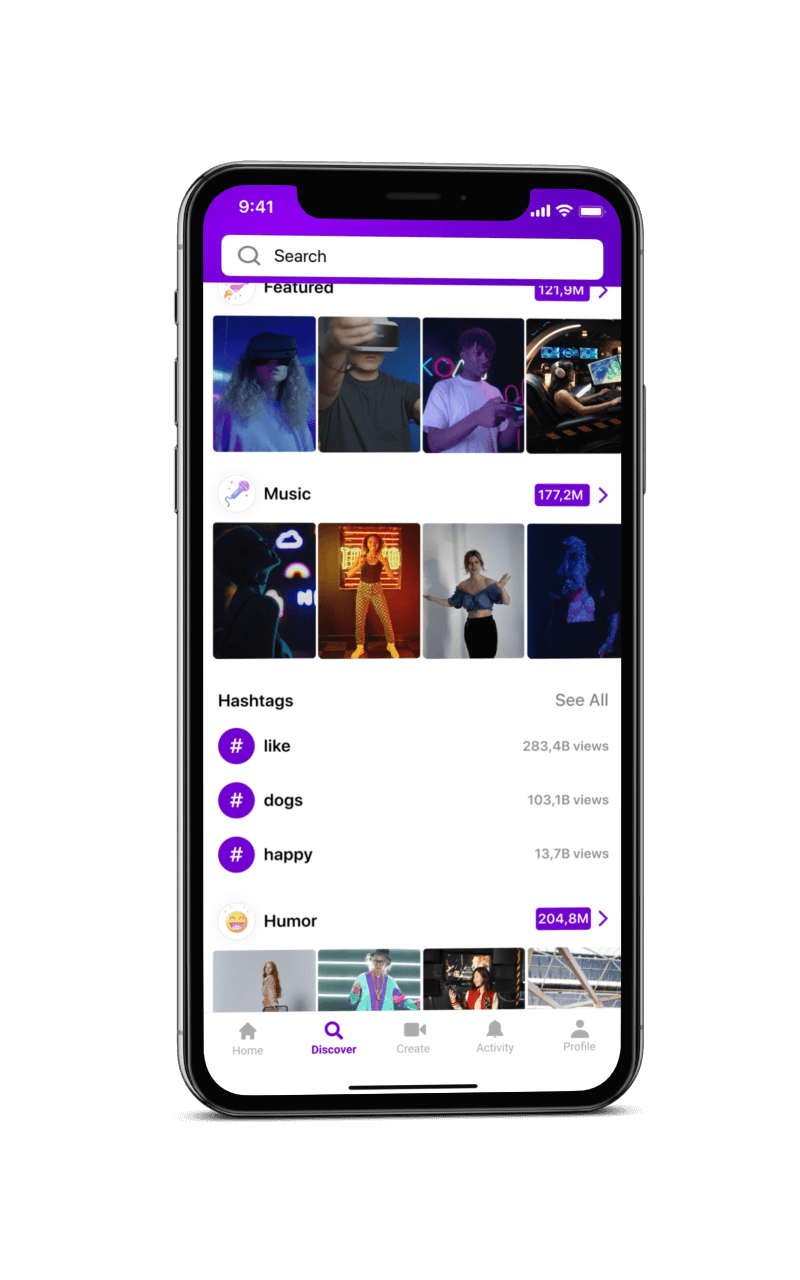 9:41
Search
Featured 121,9M
Music 177,2M
Hashtags See All
# like 283,4B views
# dogs 103,1B views
# happy 13,7B views
Humor 204,8M
Home Discover Create Activity Profile